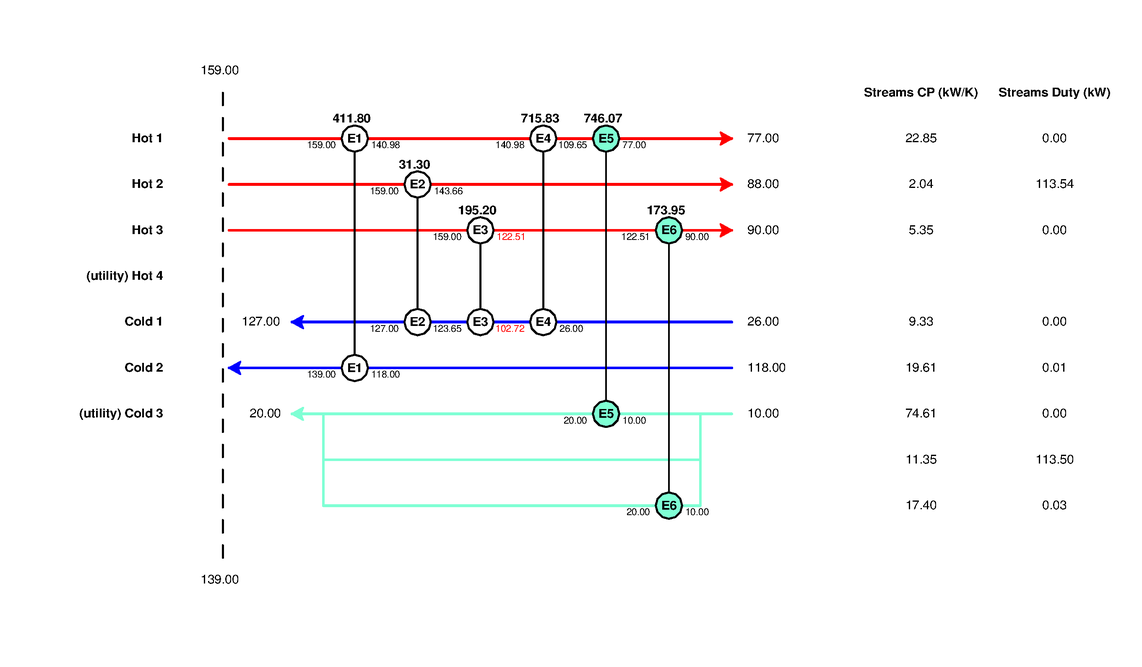 159.00
Streams CP (kW/K) Streams Duty (kW)
411.80 715.83 746.07
Hot 1 E1 E4 E5 77.00 22.85 0.00
159.00 140.98 140.98 109.65 77.00
31.30
Hot 2 E2 88.00 2.04 113.54
159.00 143.66
195.20 173.95
Hot 3 E3 E6 90.00 5.35 0.00
159.00 122.51 122.51 90.00
(utility) Hot 4
Cold 1 127.00 E2 E3 E4 26.00 9.33 0.00
127.00 123.65 102.72 26.00
Cold 2 E1 118.00 19.61 0.01
139.00 118.00
(utility) Cold 3 20.00 E5 10.00 74.61 0.00
20.00 10.00
11.35 113.50
E6 17.40 0.03
20.00 10.00
139.00